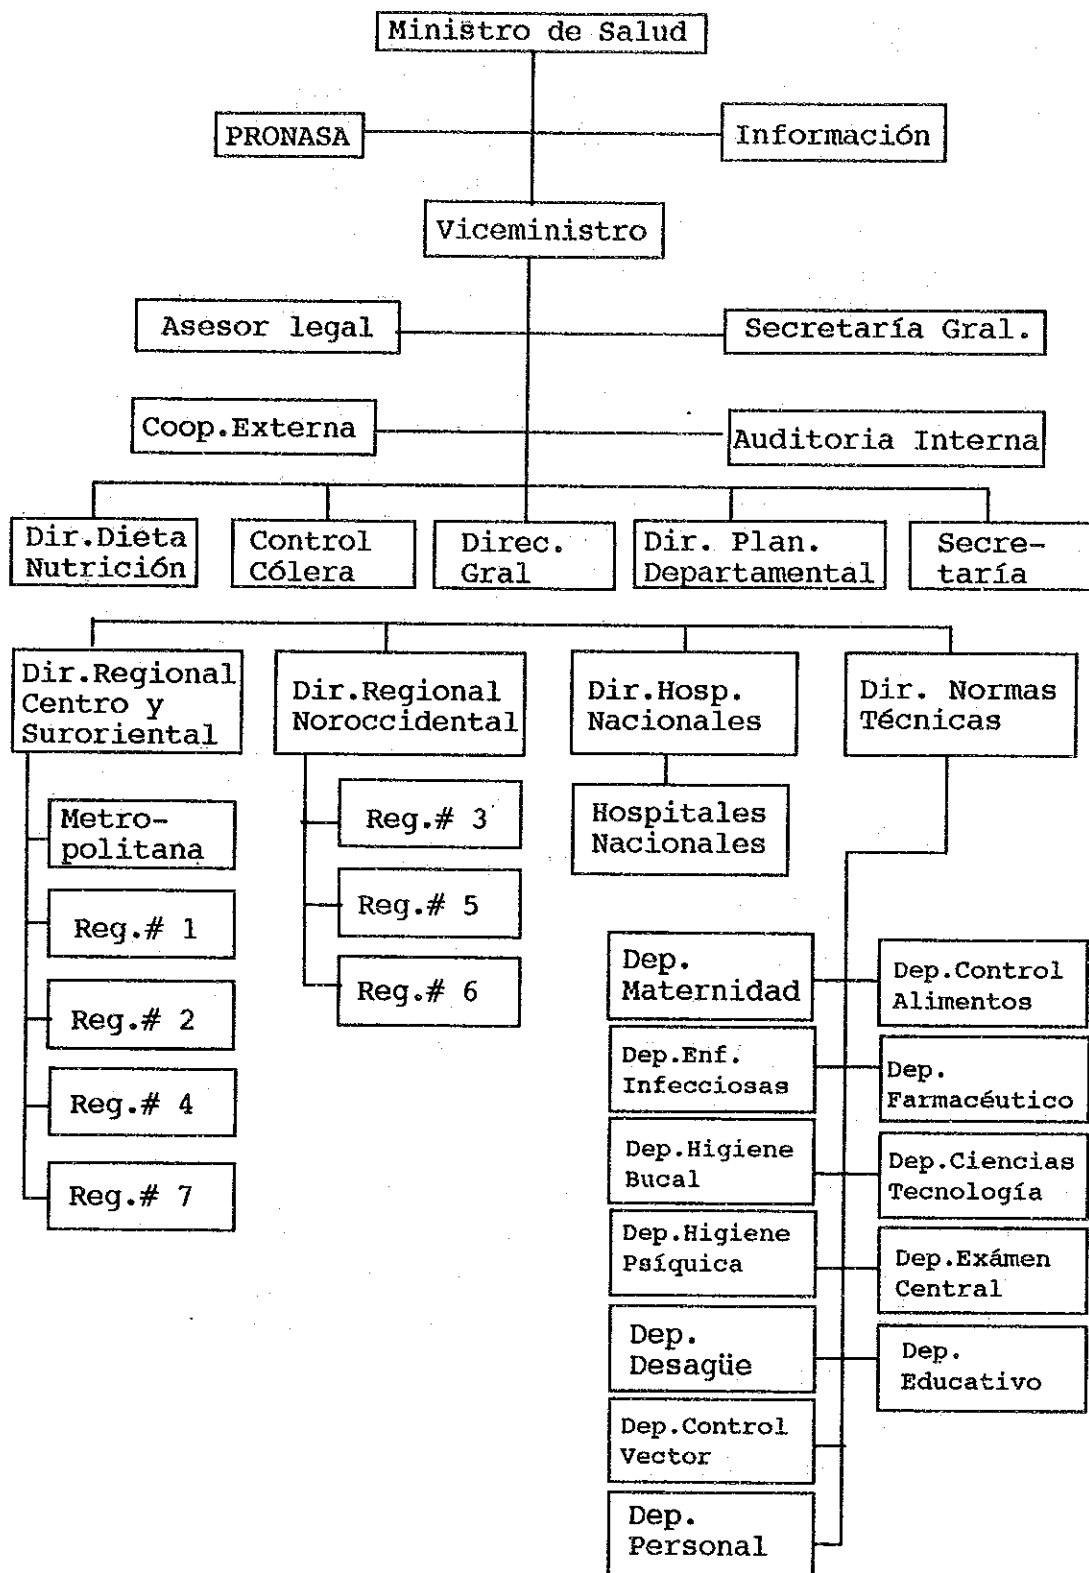 Ministro de Salud
PRONASA
Información
Viceministro
Asesor legal
Secretaría Gral.
Coop.Externa
Auditoria Interna
Dir.Dieta
Nutrición
Control
Cólera
Direc.
Gral
Dir. Plan.
Departamental
Secre-
taría
Dir.Regional
Centro y
Suroriental
Dir.Regional
Noroccidental
Dir.Hosp.
Nacionales
Dir. Normas
Técnicas
Metro-
politana
Reg.# 1
Reg.# 2
Reg.# 4
Reg.# 7
Reg.# 3
Reg.# 5
Reg.# 6
Hospitales
Nacionales
Dep.
Maternidad
Dep.Control
Alimentos
Dep.Enf.
Infecciosas
Dep.
Farmacéutico
Dep.Higiene
Bucal
Dep.Ciencias
Tecnología
Dep.Higiene
Psíquica
Dep.Exámen
Central
Dep.
Desagüe
Dep.
Educativo
Dep.Control
Vector
Dep.
Personal